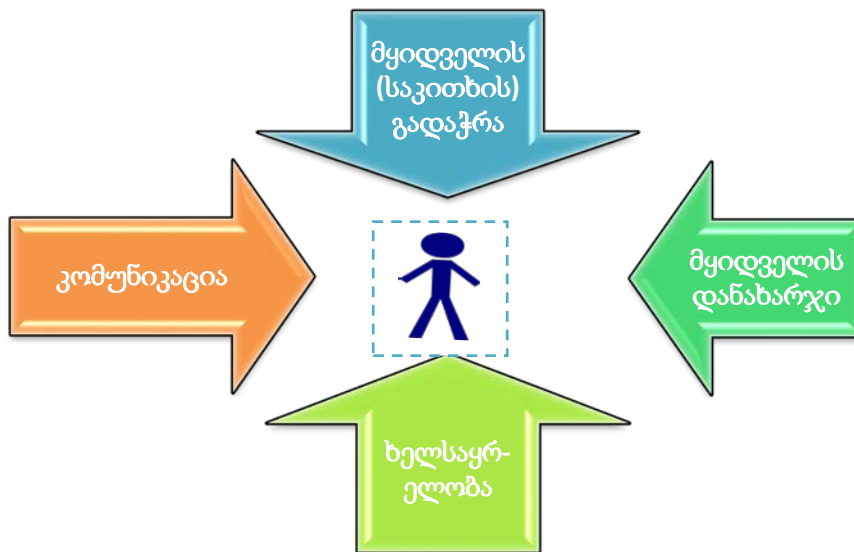 მყიდველის
(საკითხის)
გადაჭრა
კომუნიკაცია
მყიდველის
დანახარჯი
ხელსაყრ-
ელობა